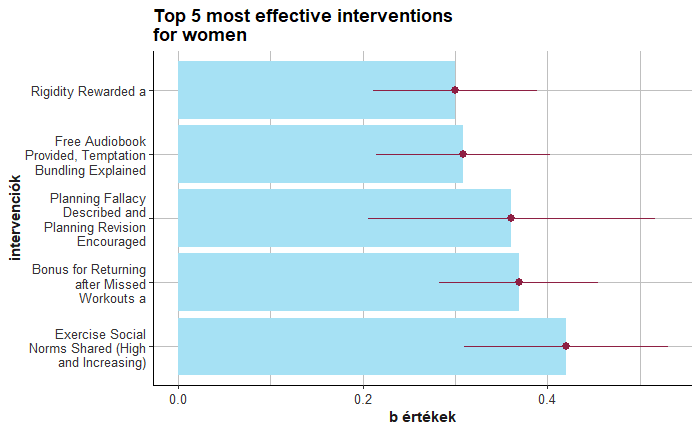 Top 5 most effective interventions
for women
intervenciók
Rigidity Rewarded a
Free Audiobook
Provided, Temptation
Bundling Explained
Planning Fallacy
Described and
Planning Revision
Encouraged
Bonus for Returning
after Missed
Workouts a
Exercise Social
Norms Shared (High
and Increasing)
0.0 0.2 0.4
b értékek